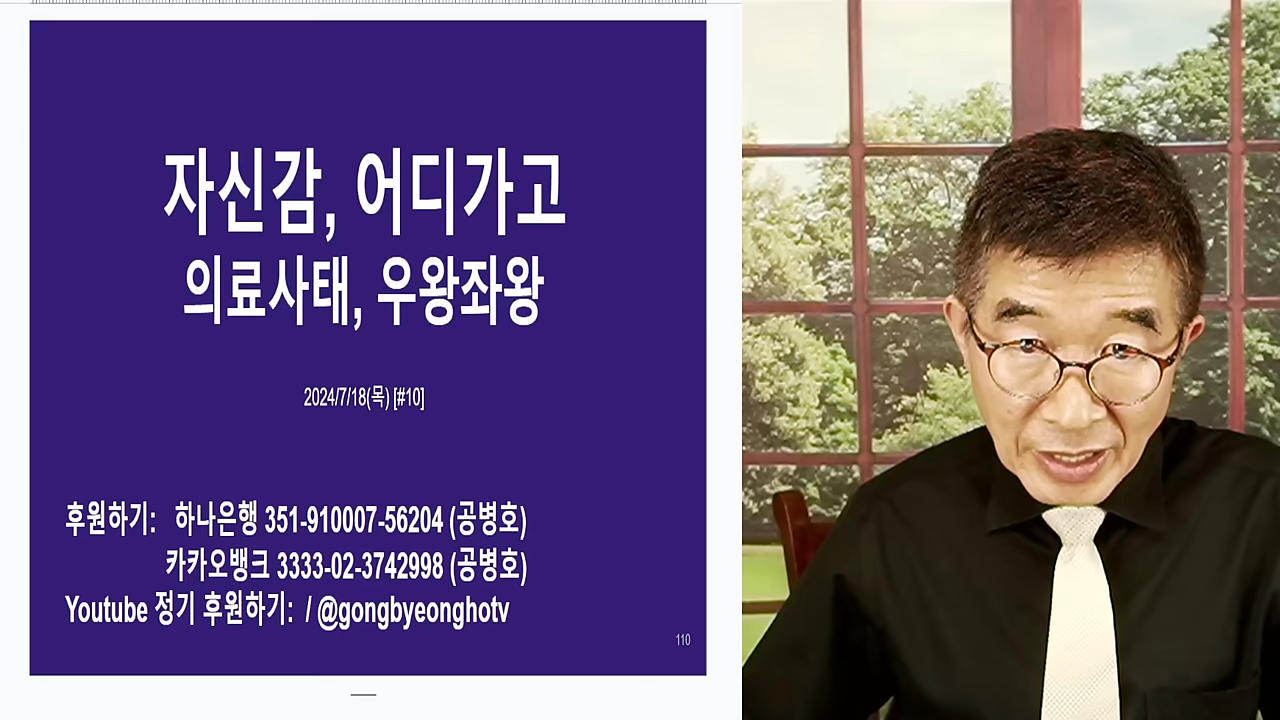 자신감, 어디가고
의료사태, 우왕좌왕
2024/7/18(목) [#10]
후원하기: 하나은행 351-910007-56204 (공병호)
카카오뱅크 3333-02-3742998 (공병호)
Youtube 정기 후원하기: / @gongbyeonghotv
110